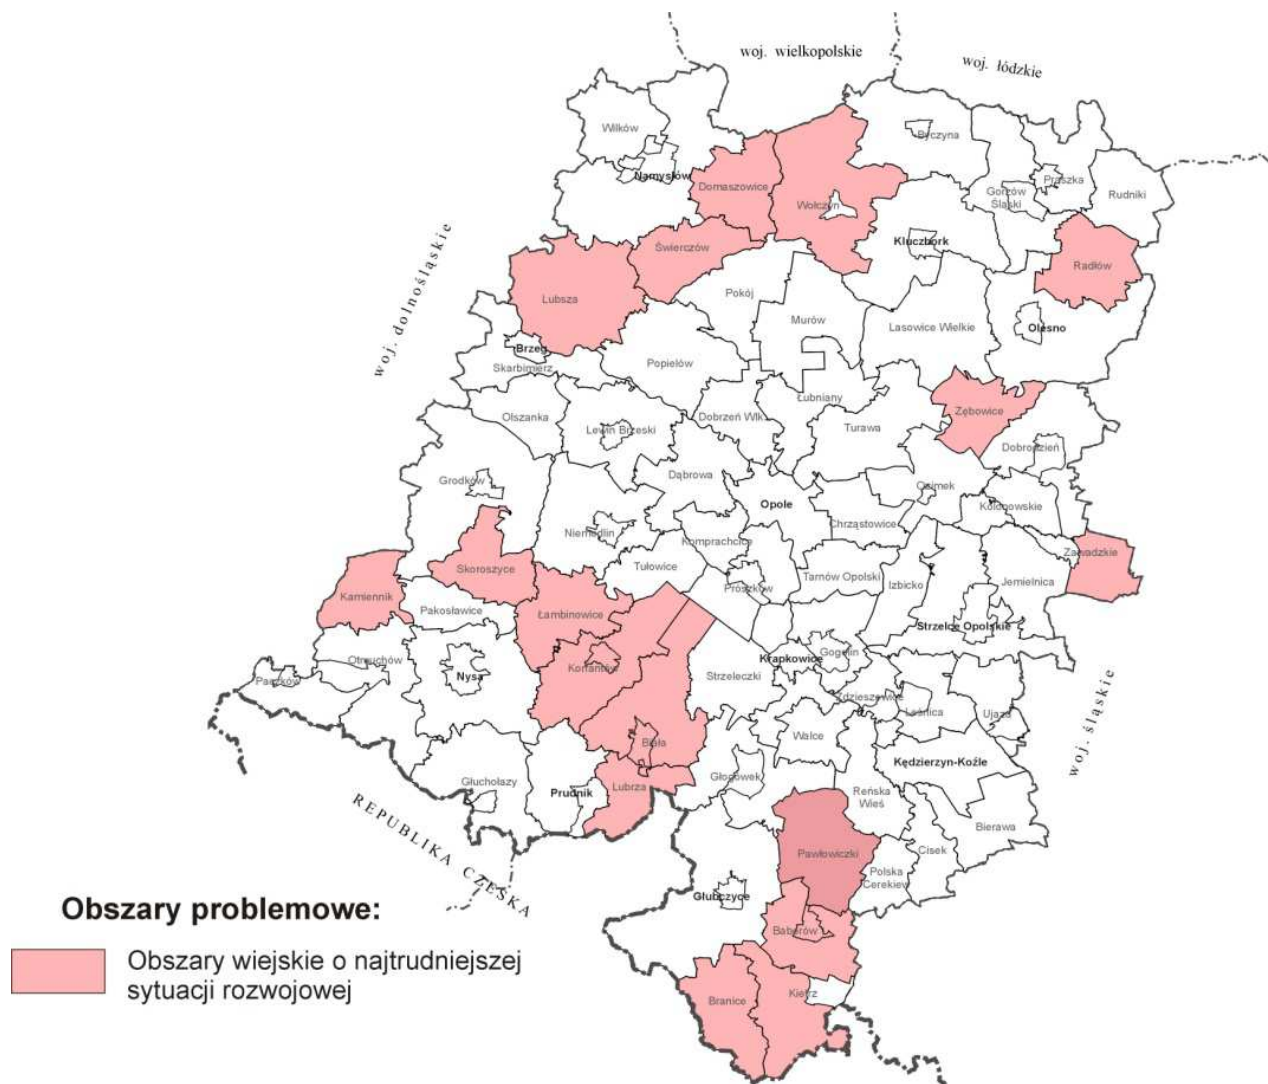 woj. wielkopolskie
woj. łódzkie
Wilków
Byczyna
Namysłów
Domaszowice
Praszka
Gorzów
Śląski
Rudniki
Wołczyn
Kluczbork
Świerczów
Radłów
woj. dolnośląskie
Lubsza
Pokój
Murów
Lasowice Wielkie
Olesno
Brzeg
Skarbimierz
Popielów
Łubniany
Zębowice
Olszanka
Lewin Brzeski
Dobrzeń Wlk.
Turawa
Dobrodzień
Grodków
Dąbrowa
Ozimek
Opole
Kolonowskie
Niemodlin
Komprachcice
Chrząstowice
Zawadzkie
Skoroszyce
Tułowice
Tarnów Opolski
Izbicko
Jemielnica
Kamiennik
Prószków
Pakosławice
Łambinowice
Strzelce Opolskie
Otmuchów
Korfantów
Krapkowice
Gogolin
Paczków
Nysa
Strzeleczki
Zdzieszowice
Leśnica
Ujazd
woj. śląskie
Biała
Walce
Kędzierzyn-Koźle
Głuchołazy
Prudnik
Lubrza
Głogówek
Reńska
Wieś
Bierawa
REPUBLIKA CZESKA
Pawłowiczki
Cisek
Polska
Cerekiew
Głubczyce
Baborów
Branice
Kietrz
Obszary problemowe:
Obszary wiejskie o najtrudniejszej
sytuacji rozwojowej